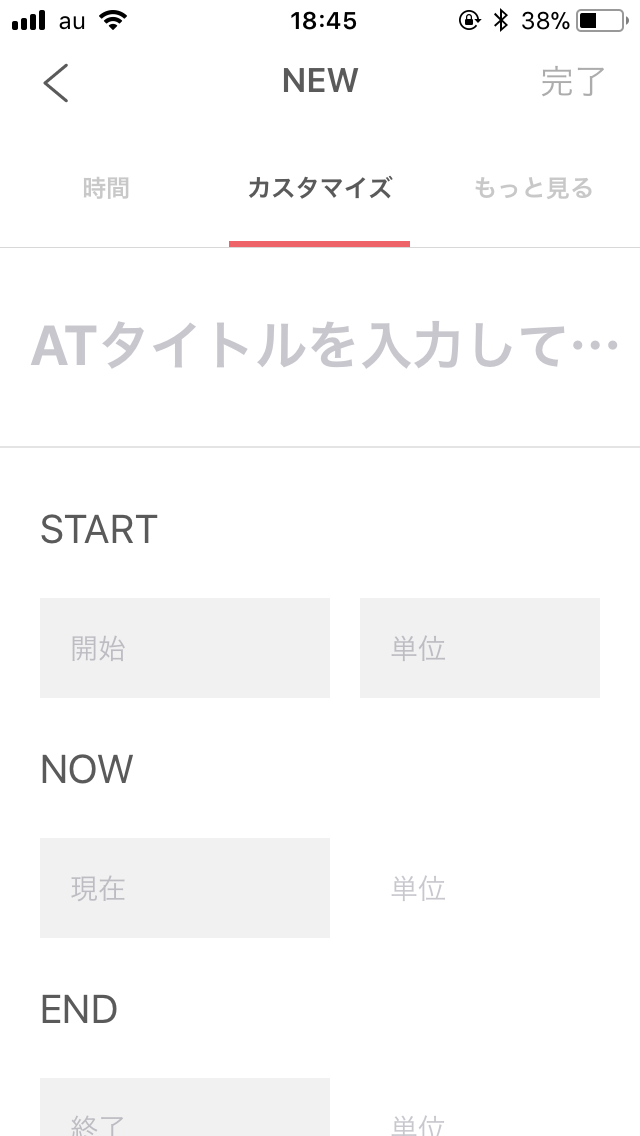 au 18:45 38%
NEW 完了
時間 カスタマイズ もっと見る
ATタイトルを入力して…
START
開始 単位
NOW
現在 単位
END
終了 単位